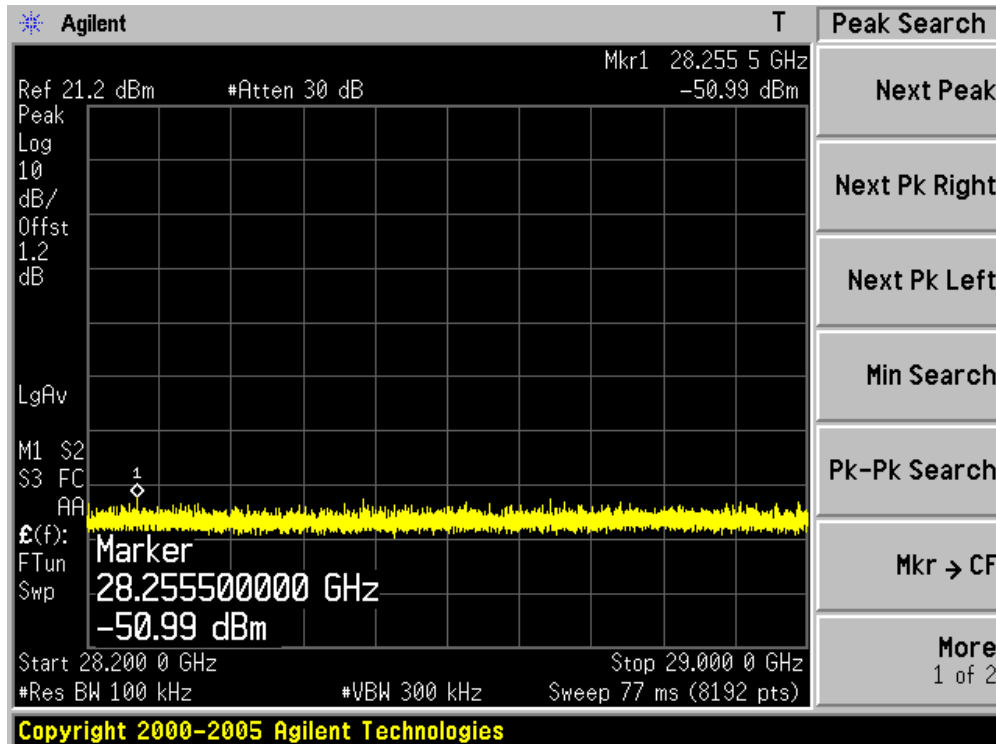 Agilent T Peak Search
Mkr1 28.255 5 GHz
Ref 21.2 dBm #Atten 30 dB -50.99 dBm
Peak
Log
10
dB/
Offst
1.2
dB
LgAv
M1 S2
S3 FC
AA
£(f):
FTun
Swp
1
Marker
28.255500000 GHz
-50.99 dBm
Start 28.200 0 GHz Stop 29.000 0 GHz
#Res BW 100 kHz #VBW 300 kHz Sweep 77 ms (8192 pts)
Next Peak
Next Pk Right
Next Pk Left
Min Search
Pk-Pk Search
Mkr → CF
More
1 of 2
Copyright 2000-2005 Agilent Technologies